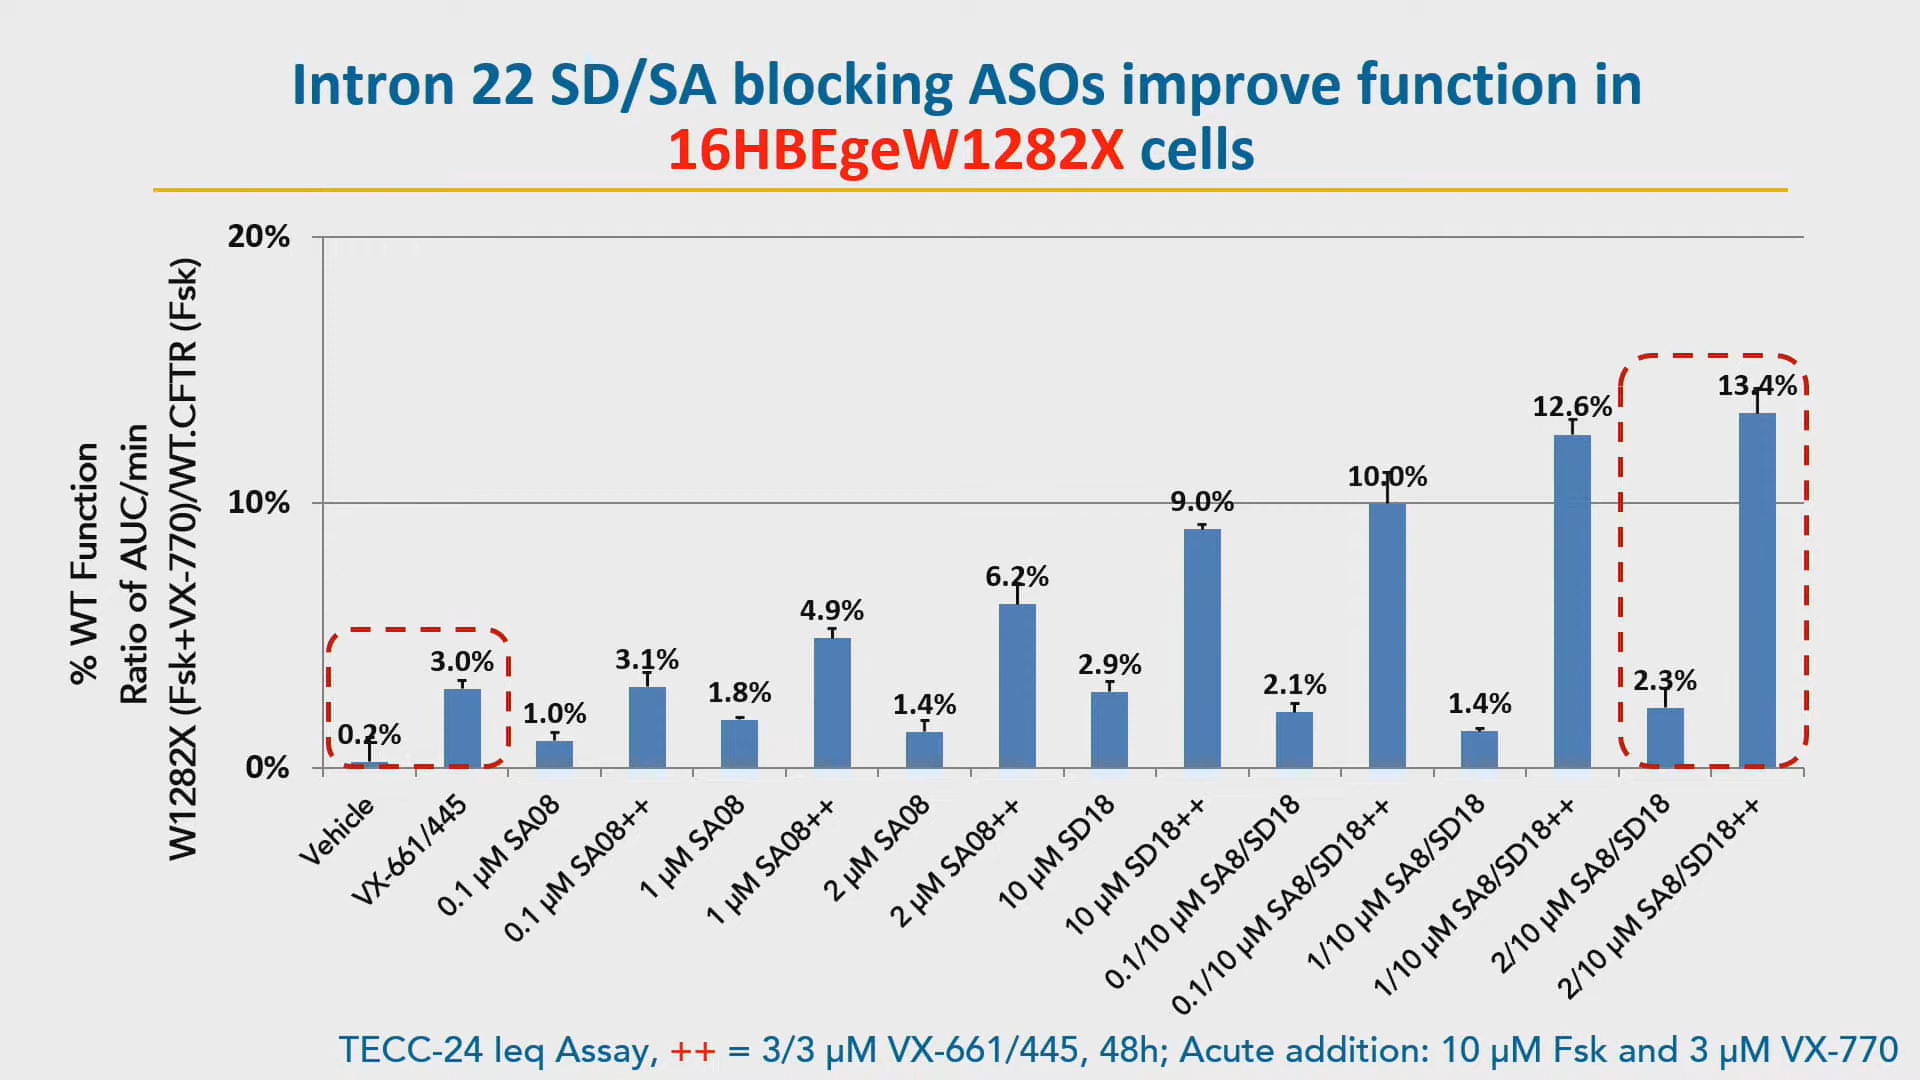 Intron 22 SD/SA blocking ASOs improve function in
16HBEgeW1282X cells
% WT Function
Ratio of AUC/min
W1282X (Fsk+VX-770)/WT.CFTR (Fsk)
20%
10%
0%
0.2%
3.0%
1.0%
3.1%
1.8%
4.9%
1.4%
6.2%
2.9%
9.0%
2.1%
10.0%
1.4%
12.6%
2.3%
13.4%
Vehicle
VX-661/445
0.1 µM SA08
0.1 µM SA08++
1 µM SA08
1 µM SA08++
2 µM SA08
2 µM SA08++
10 µM SD18
10 µM SD18++
0.1/10 µM SA8/SD18
0.1/10 µM SA8/SD18++
1/10 µM SA8/SD18
1/10 µM SA8/SD18++
2/10 µM SA8/SD18
2/10 µM SA8/SD18++
TECC-24 Ieq Assay, ++ = 3/3 µM VX-661/445, 48h; Acute addition: 10 µM Fsk and 3 µM VX-770